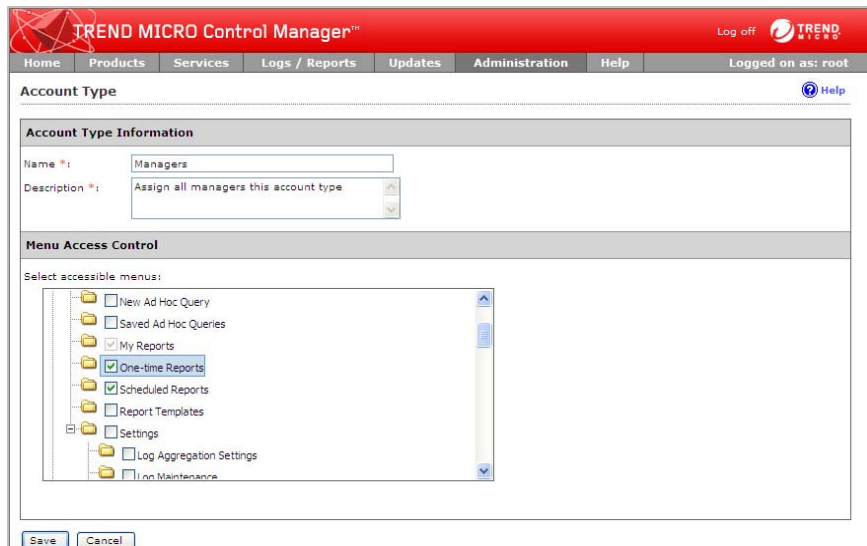 TREND MICRO Control Manager™
Log off
TREND MICRO
Home Products Services Logs / Reports Updates Administration Help Logged on as: root
Account Type
? Help
Account Type Information
Name *: Managers
Description *: Assign all managers this account type
Menu Access Control
Select accessible menus:
New Ad Hoc Query
Saved Ad Hoc Queries
My Reports
One-time Reports
Scheduled Reports
Report Templates
Settings
Log Aggregation Settings
Log Maintenance
Save Cancel